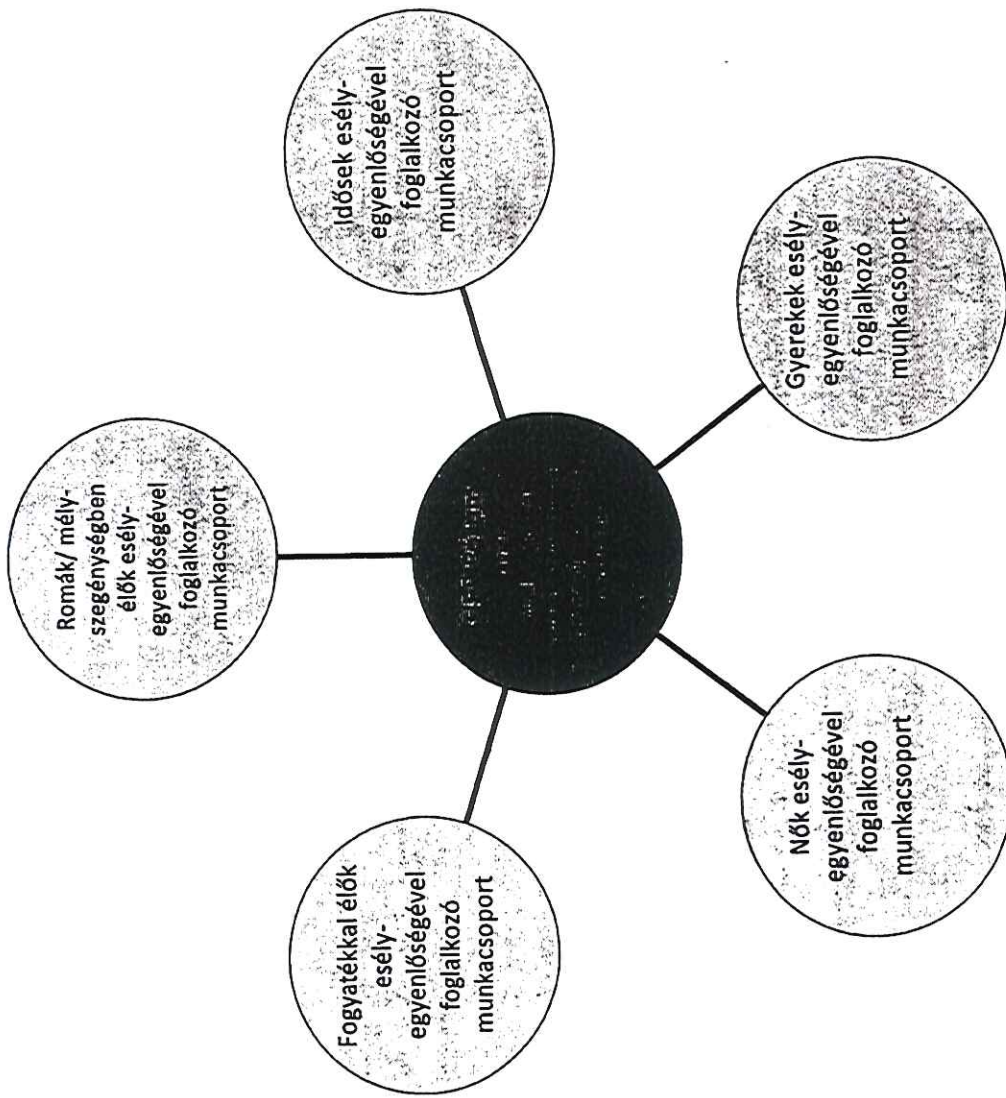 Romák/ mély-
szegénységben
élők esély-
egyenlőségével
foglalkozó
munkacsoport
Idősek esély-
egyenlőségével
foglalkozó
munkacsoport
Gyerekek esély-
egyenlőségével
foglalkozó
munkacsoport
Nők esély-
egyenlőségével
foglalkozó
munkacsoport
Fogyatékkal élők
esély-
egyenlőségével
foglalkozó
munkacsoport